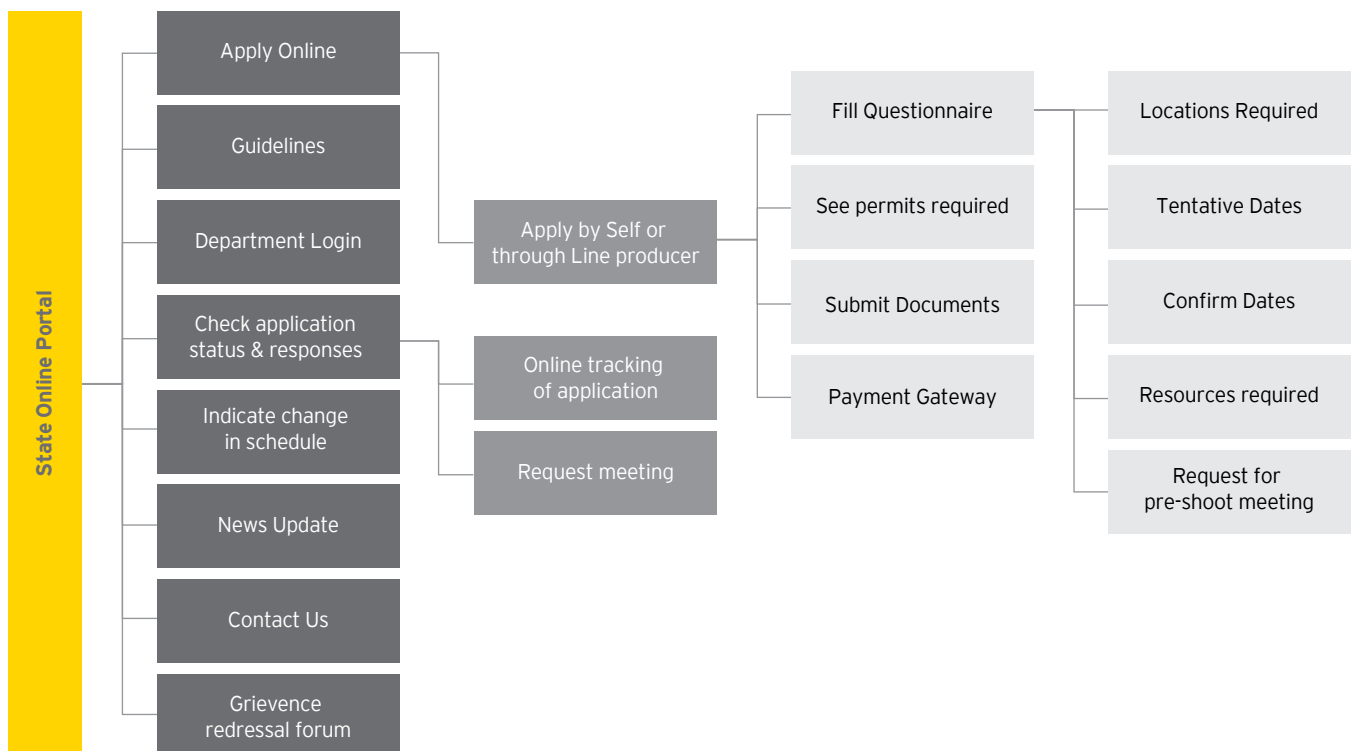 State Online Portal
Apply Online
Guidelines
Department Login
Check application
status & responses
Indicate change
in schedule
News Update
Contact Us
Grievence
redressal forum
Apply by Self or
through Line producer
Online tracking
of application
Request meeting
Fill Questionnaire
See permits required
Submit Documents
Payment Gateway
Locations Required
Tentative Dates
Confirm Dates
Resources required
Request for
pre-shoot meeting